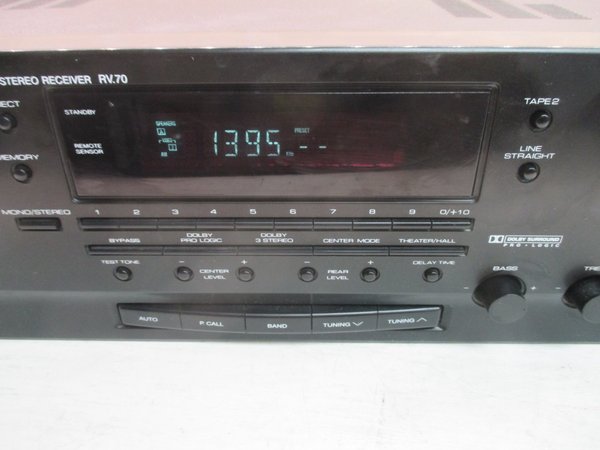 STEREO RECEIVER RV.70
STANDBY
REMOTE
SENSOR
SPEAKERS
A
1395
PRESET
--
TAPE 2
LINE
STRAIGHT
MEMORY
MONO/STEREO
1 2 3 4 5 6 7 8 9 0/+10
BYPASS
DOLBY
PRO LOGIC
DOLBY
3 STEREO
CENTER MODE
THEATER/HALL
TEST TONE
− CENTER LEVEL +
− REAR LEVEL +
DELAY TIME
DOLBY SURROUND
PRO · LOGIC
BASS
− +
AUTO
P.CALL
BAND
TUNING
TUNING